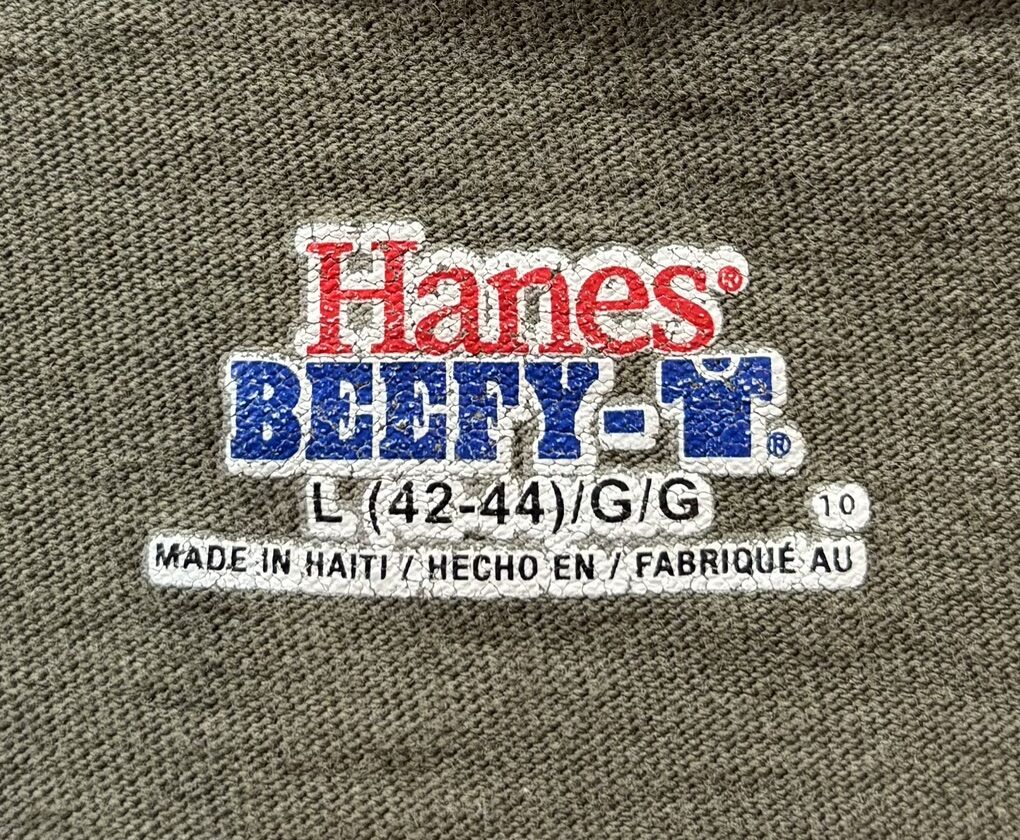 Hanes®
BEEFY-T®
L (42-44)/G/G 10
MADE IN HAITI / HECHO EN / FABRIQUÉ AU